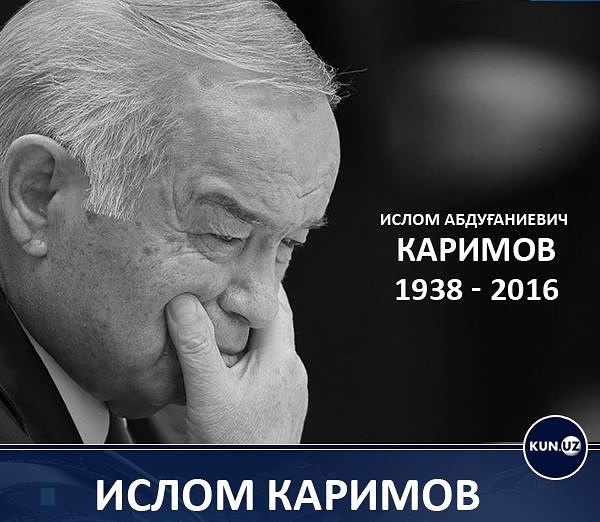 ИСЛОМ АБДУҒАНИЕВИЧ
КАРИМОВ
1938 - 2016
KUN.UZ
ИСЛОМ КАРИМОВ